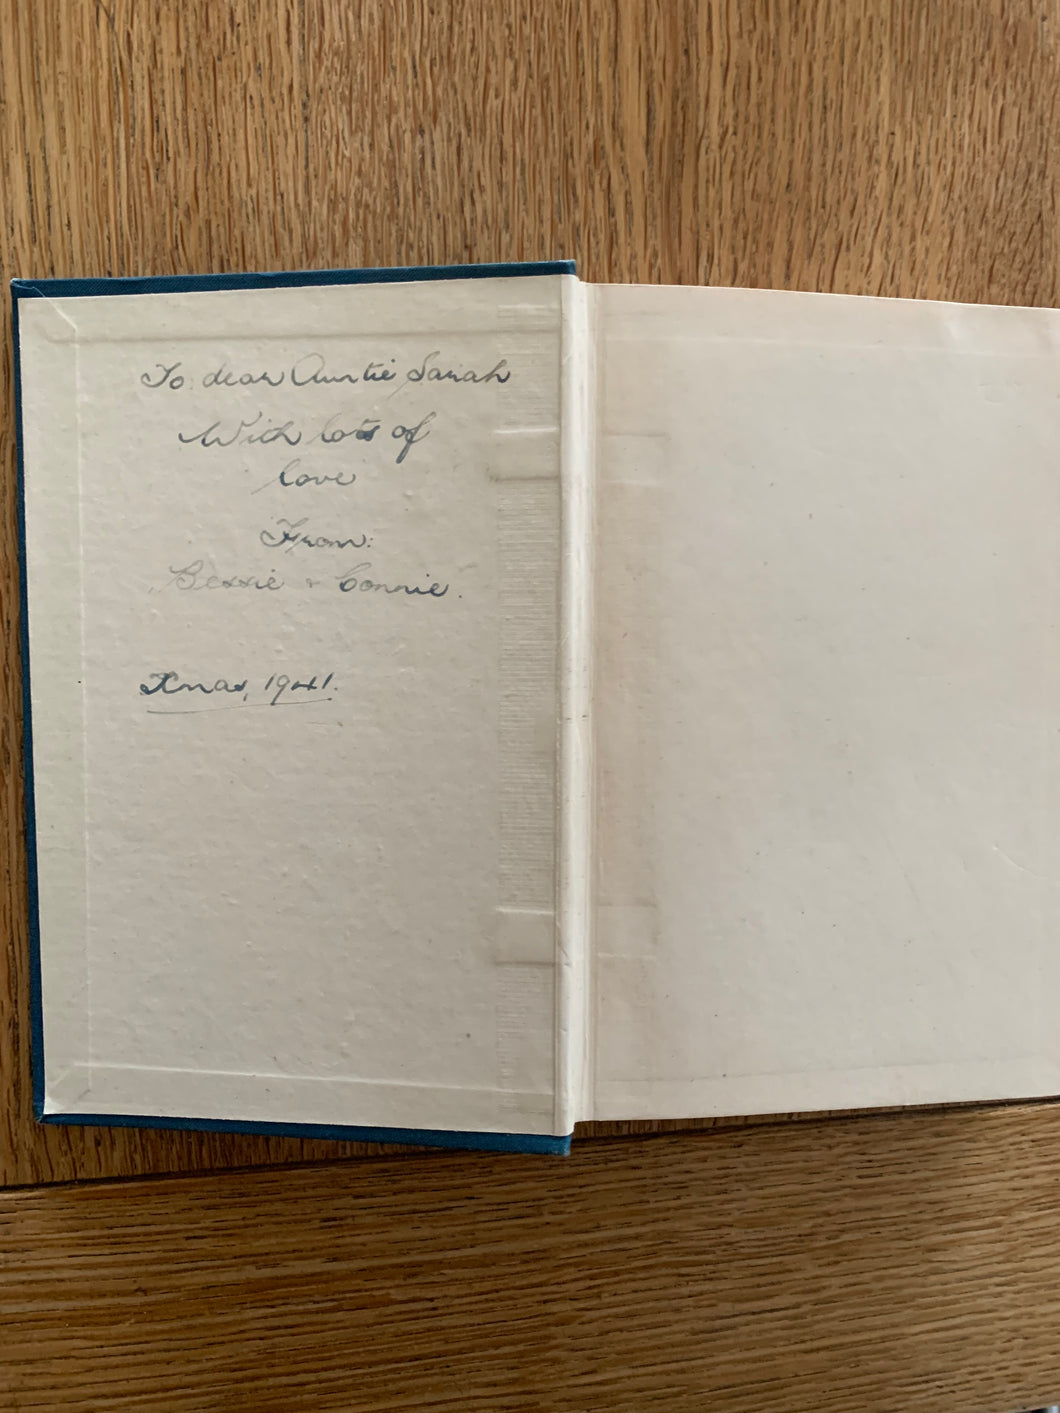 To dear Auntie Sarah
With lots of
love
From:
Bessie & Connie.
Xmas, 1941.